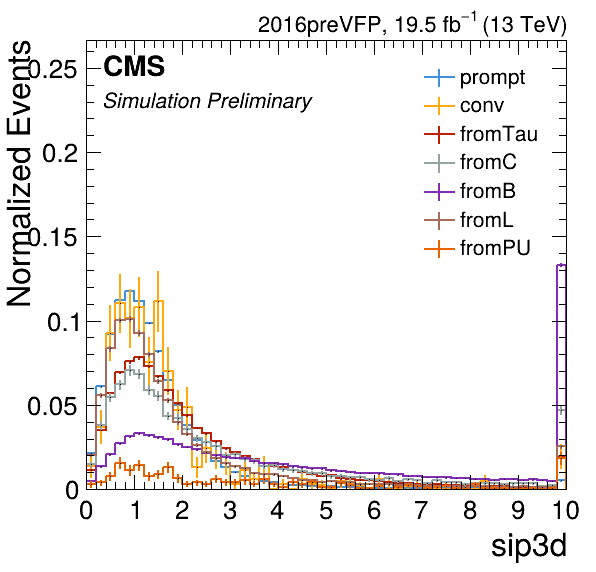 2016preVFP, 19.5 fb⁻¹ (13 TeV)
CMS
Simulation Preliminary
prompt
conv
fromTau
fromC
fromB
fromL
fromPU
Normalized Events
0.25
0.2
0.15
0.1
0.05
0
0 1 2 3 4 5 6 7 8 9 10
sip3d